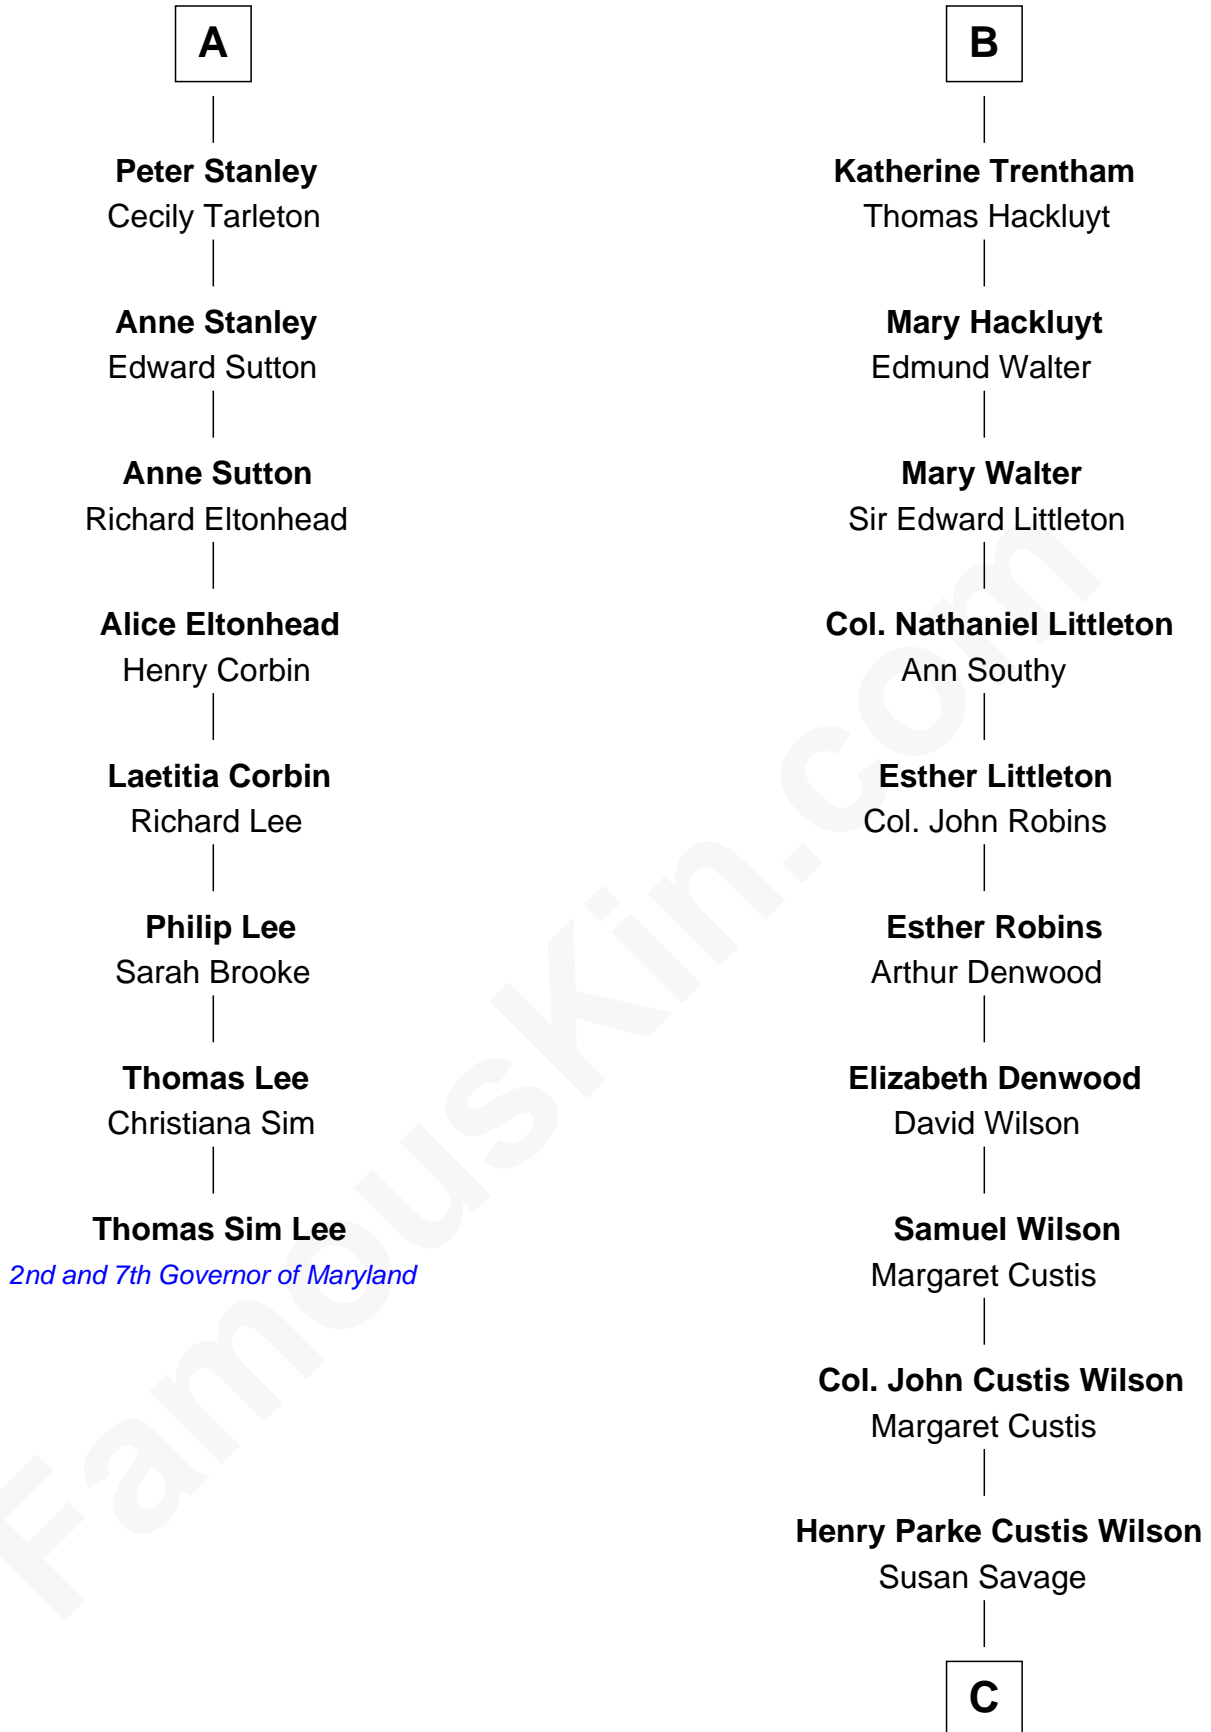 A
Peter Stanley
Cecily Tarleton
Anne Stanley
Edward Sutton
Anne Sutton
Richard Eltonhead
Alice Eltonhead
Henry Corbin
Laetitia Corbin
Richard Lee
Philip Lee
Sarah Brooke
Thomas Lee
Christiana Sim
Thomas Sim Lee
2nd and 7th Governor of Maryland
B
Katherine Trentham
Thomas Hackluyt
Mary Hackluyt
Edmund Walter
Mary Walter
Sir Edward Littleton
Col. Nathaniel Littleton
Ann Southy
Esther Littleton
Col. John Robins
Esther Robins
Arthur Denwood
Elizabeth Denwood
David Wilson
Samuel Wilson
Margaret Custis
Col. John Custis Wilson
Margaret Custis
Henry Parke Custis Wilson
Susan Savage
C
FamousKin.com